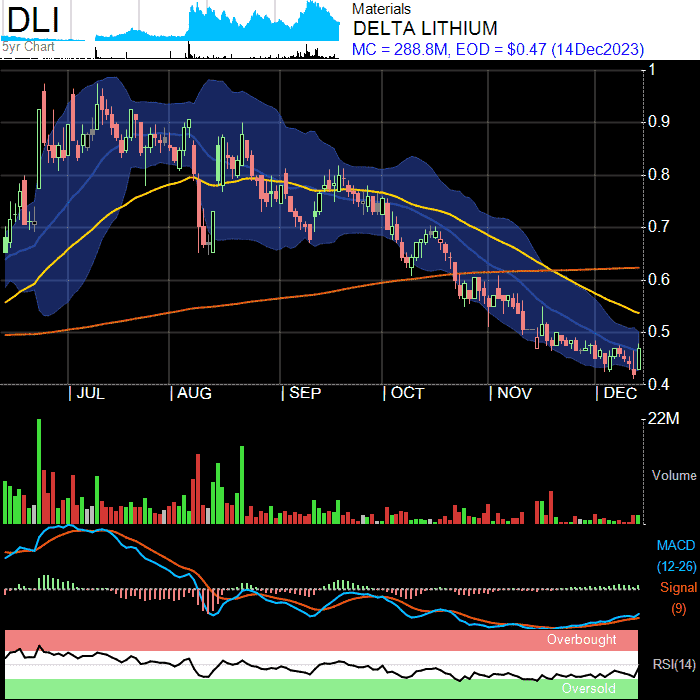 DLI
5yr Chart
Materials
DELTA LITHIUM
MC = 288.8M, EOD = $0.47 (14Dec2023)
1
0.9
0.8
0.7
0.6
0.5
0.4
JUL AUG SEP OCT NOV DEC
22M
Volume
MACD
(12-26)
Signal
(9)
Overbought
RSI(14)
Oversold